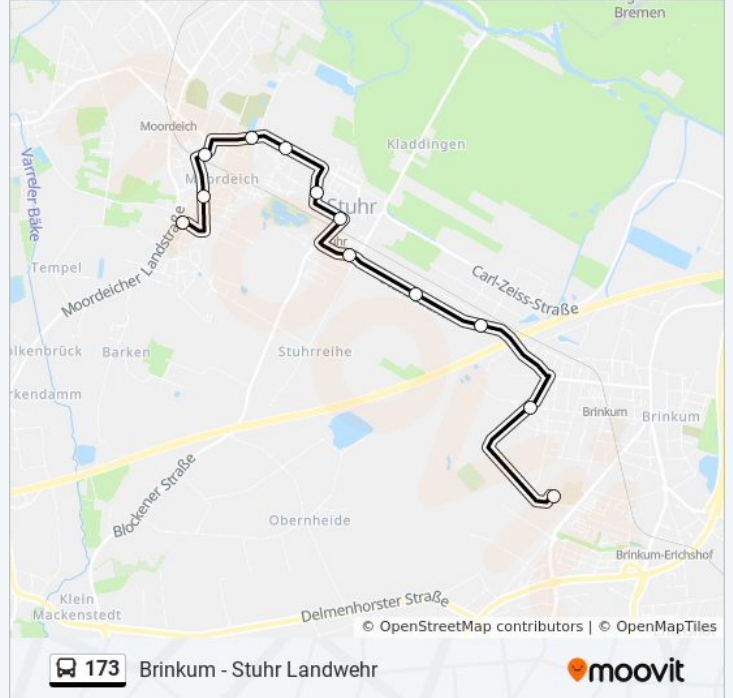 Bremen
Moordeich
Kladdingen
Varreler Bäke
Moordeich
Stuhr
Moordeicher Landstraße
Tempel
Carl-Zeiss-Straße
Barken
Stuhrreihe
Brinkum
Brinkum
Blockener Straße
Obernheide
Brinkum-Erichshof
Klein
Mackenstedt
Delmenhorster Straße
© OpenStreetMap contributors | © OpenMapTiles
173 Brinkum - Stuhr Landwehr
moovit